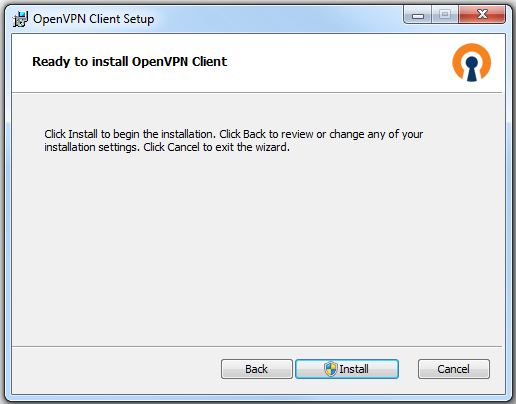 OpenVPN Client Setup
Ready to install OpenVPN Client
Click Install to begin the installation. Click Back to review or change any of your
installation settings. Click Cancel to exit the wizard.
Back
Install
Cancel